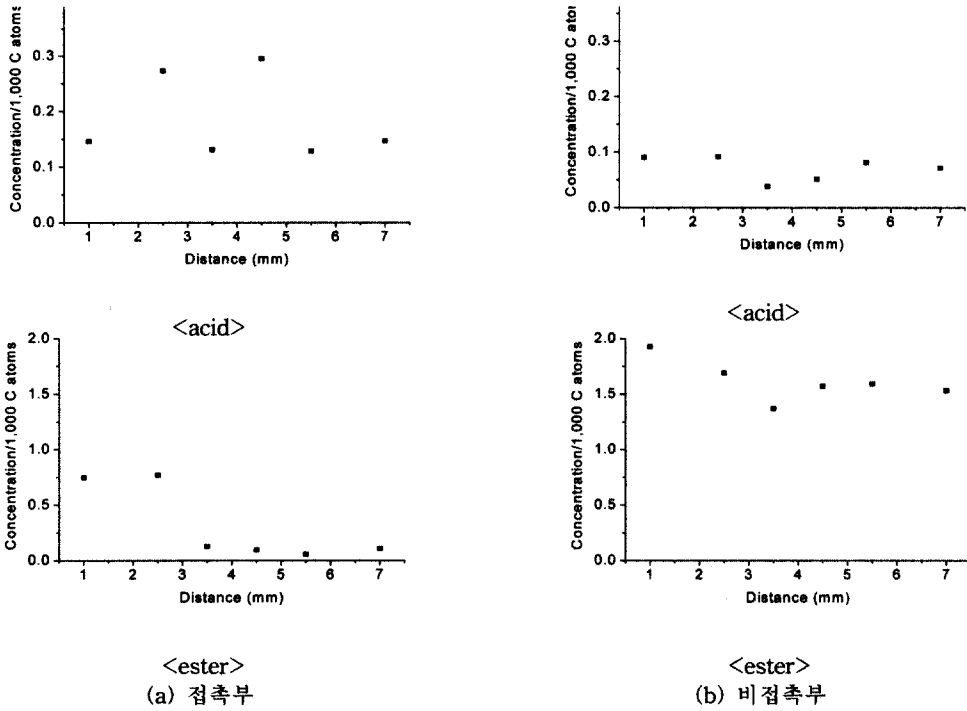 Concentration/1,000 C atoms
0.3
0.2
0.1
0.0
1 2 3 4 5 6 7
Distance (mm)
<acid>
0.3
0.2
0.1
0.0
1 2 3 4 5 6 7
Distance (mm)
<acid>
Concentration/1,000 C atoms
2.0
1.5
1.0
0.5
0.0
1 2 3 4 5 6 7
Distance (mm)
<ester>
(a) 접촉부
Concentration/1,000 C atoms
2.0
1.5
1.0
0.5
0.0
1 2 3 4 5 6 7
Distance (mm)
<ester>
(b) 비접촉부